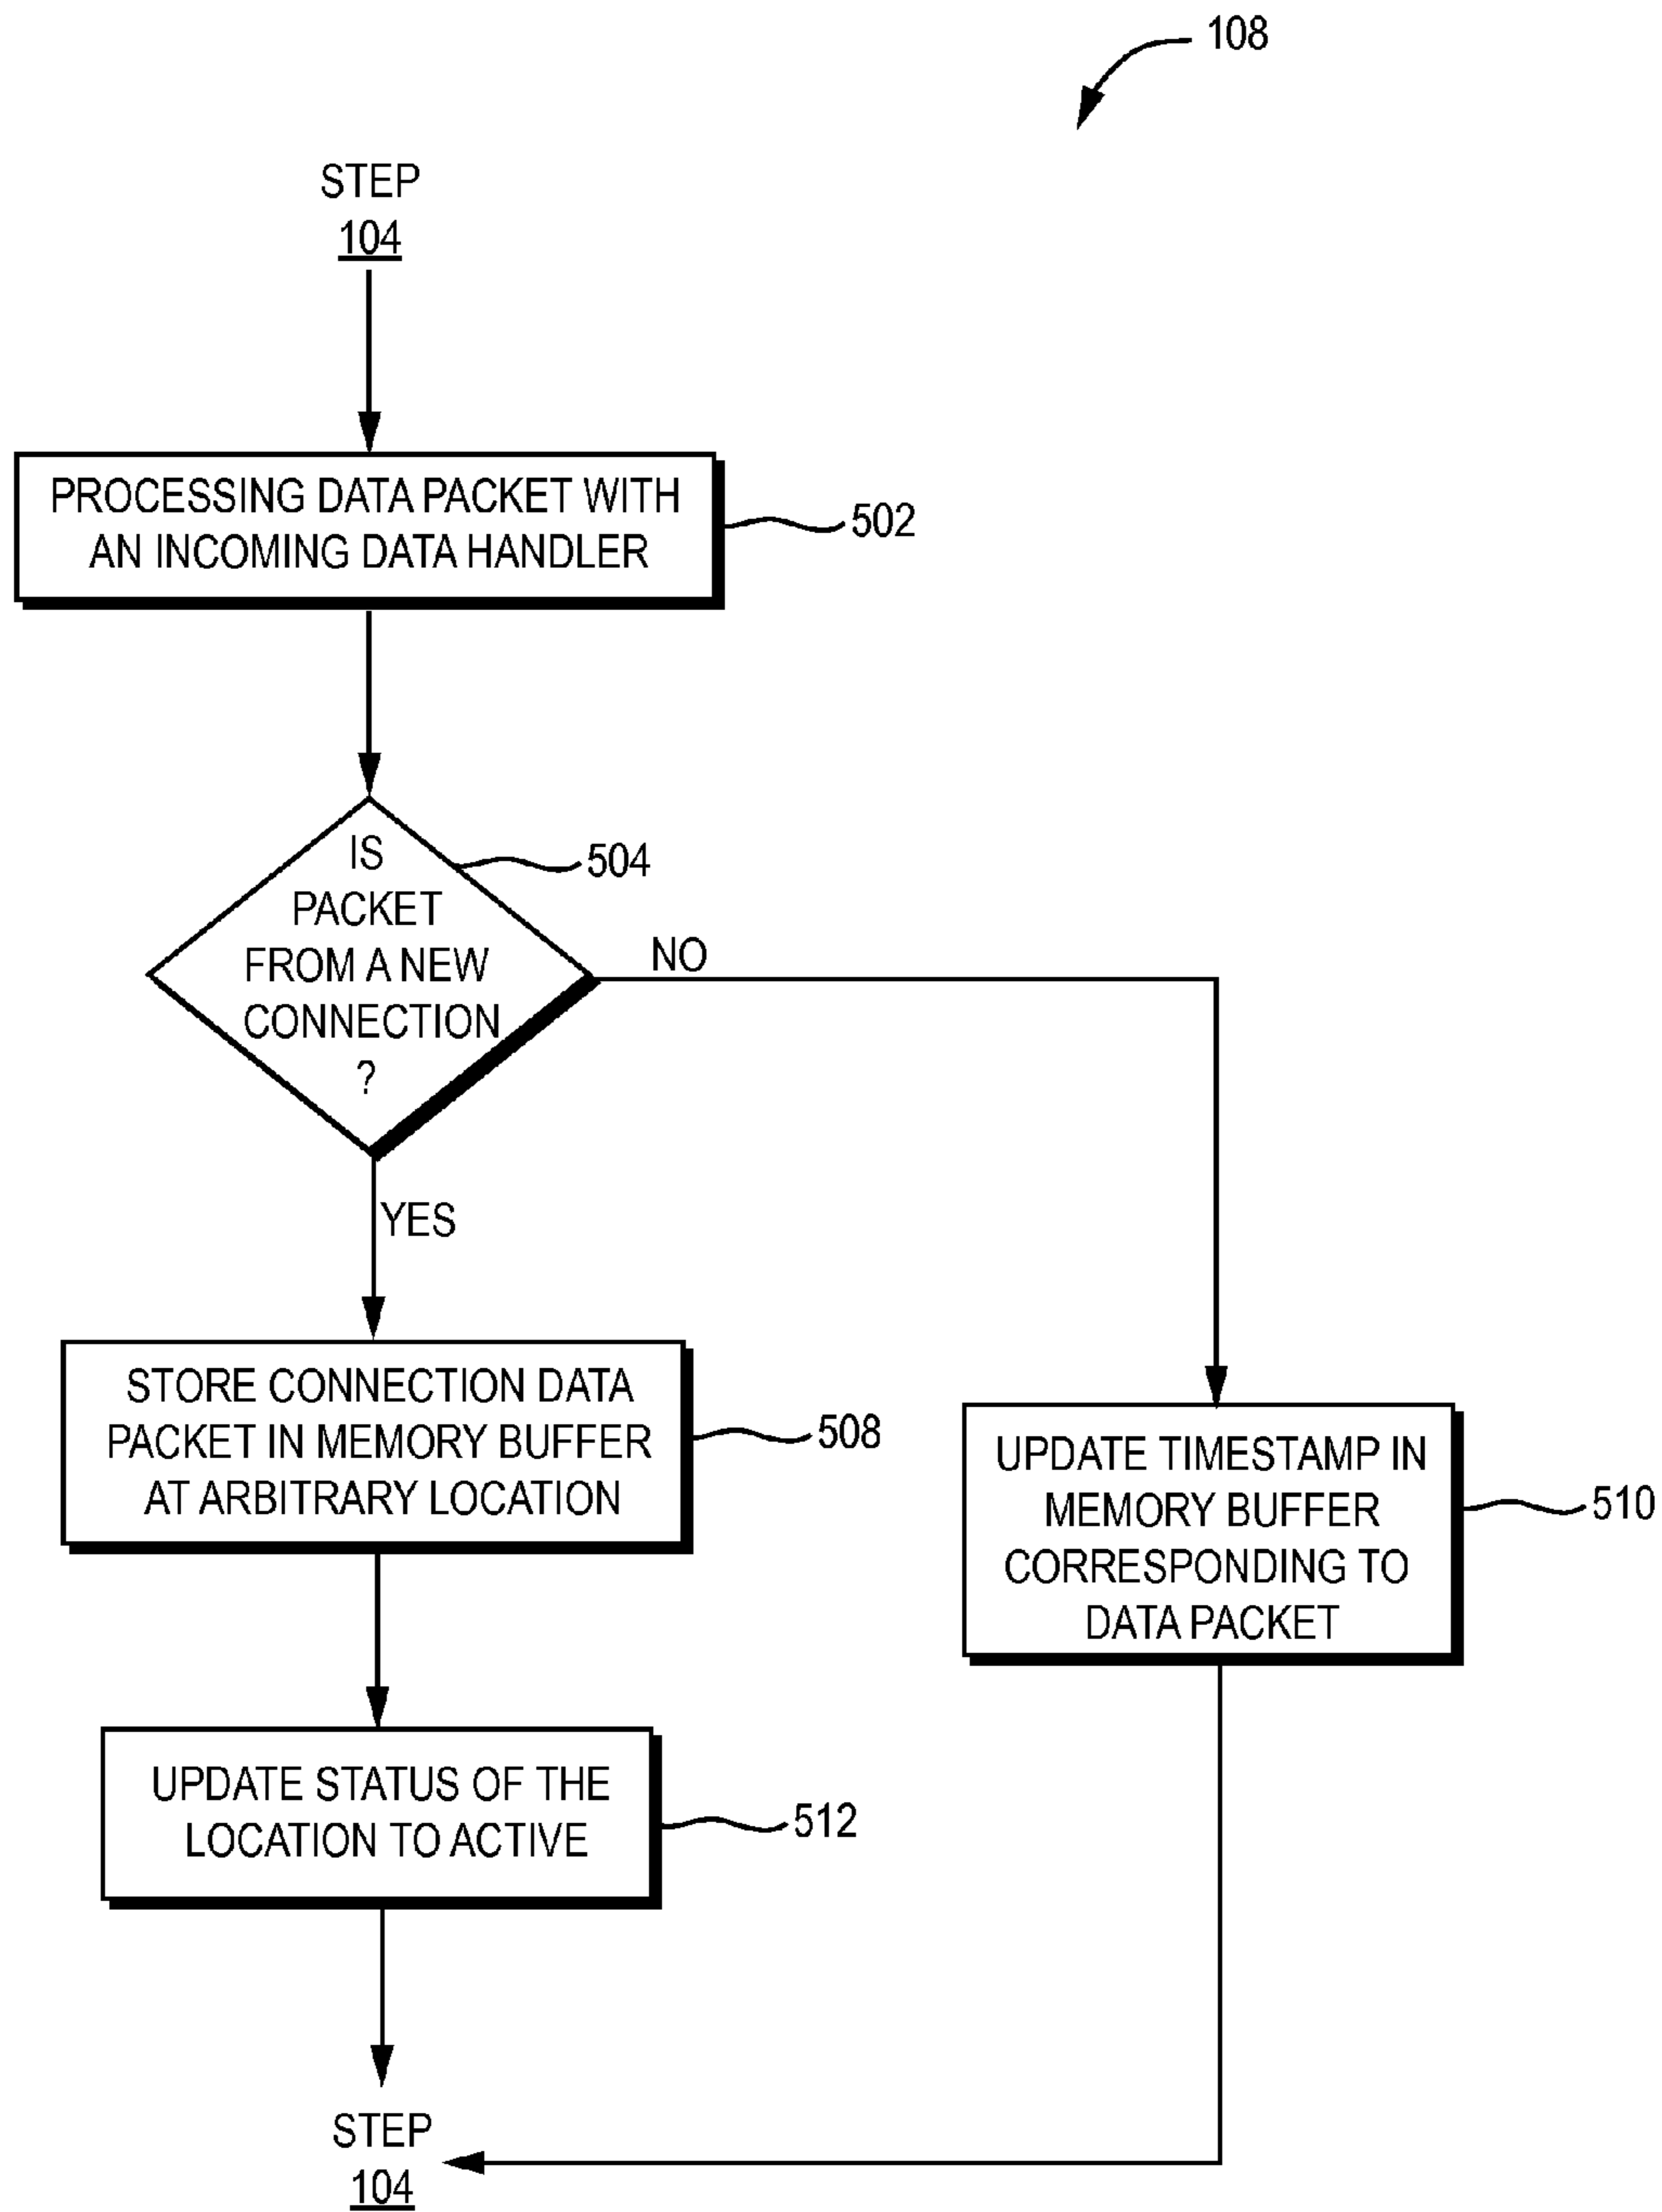 108
STEP
104
PROCESSING DATA PACKET WITH
AN INCOMING DATA HANDLER
502
IS
PACKET
FROM A NEW
CONNECTION
?
504
NO
YES
STORE CONNECTION DATA
PACKET IN MEMORY BUFFER
AT ARBITRARY LOCATION
508
UPDATE TIMESTAMP IN
MEMORY BUFFER
CORRESPONDING TO
DATA PACKET
510
UPDATE STATUS OF THE
LOCATION TO ACTIVE
512
STEP
104